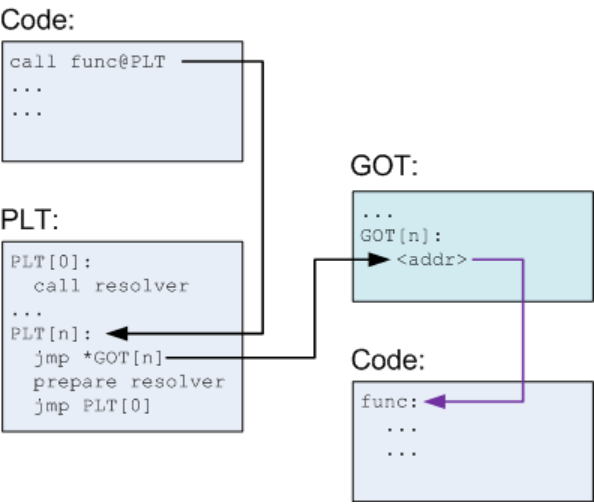 Code:
call func@PLT
...
...
PLT:
PLT[0]:
call resolver
...
PLT[n]:
jmp *GOT[n]
prepare resolver
jmp PLT[0]
GOT:
...
GOT[n]:
<addr>
Code:
func:
...
...